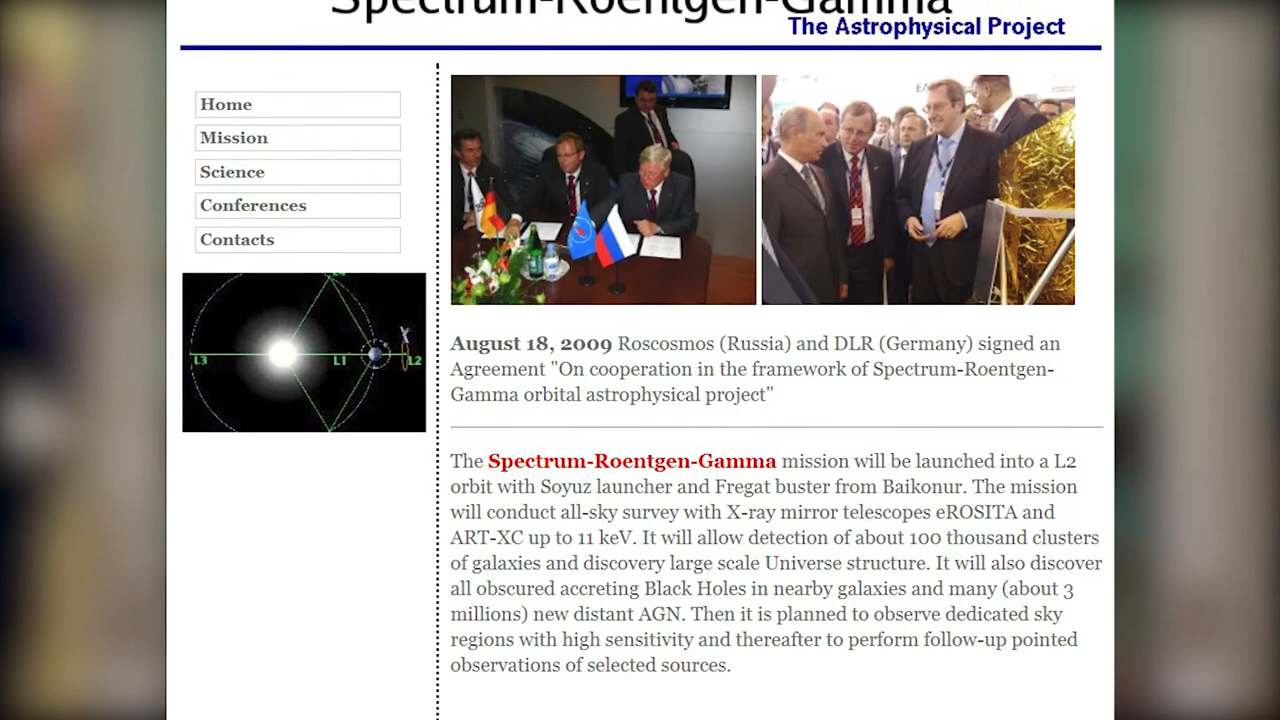 Spectrum-Roentgen-Gamma
The Astrophysical Project
Home
Mission
Science
Conferences
Contacts
L3
L1
L2
August 18, 2009 Roscosmos (Russia) and DLR (Germany) signed an
Agreement "On cooperation in the framework of Spectrum-Roentgen-
Gamma orbital astrophysical project"
The Spectrum-Roentgen-Gamma mission will be launched into a L2
orbit with Soyuz launcher and Fregat buster from Baikonur. The mission
will conduct all-sky survey with X-ray mirror telescopes eROSITA and
ART-XC up to 11 keV. It will allow detection of about 100 thousand clusters
of galaxies and discovery large scale Universe structure. It will also discover
all obscured accreting Black Holes in nearby galaxies and many (about 3
millions) new distant AGN. Then it is planned to observe dedicated sky
regions with high sensitivity and thereafter to perform follow-up pointed
observations of selected sources.